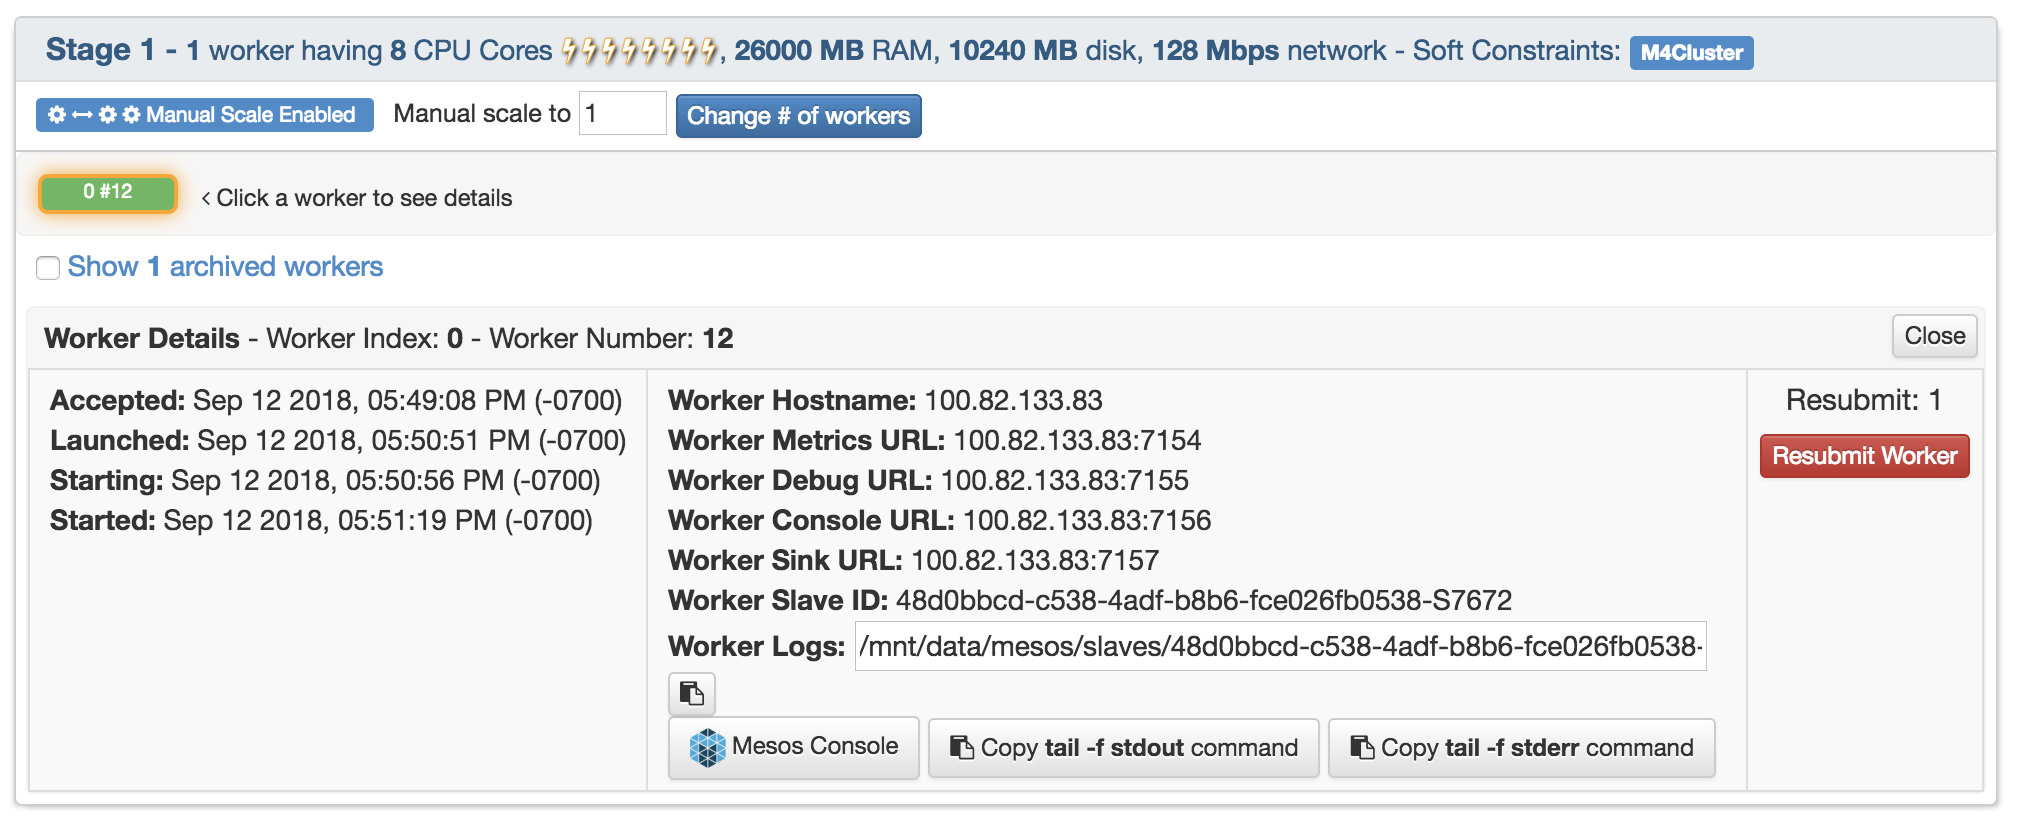 Stage 1 - 1 worker having 8 CPU Cores , 26000 MB RAM, 10240 MB disk, 128 Mbps network - Soft Constraints: M4Cluster
Manual Scale Enabled Manual scale to 1 Change # of workers
0 #12 ‹ Click a worker to see details
Show 1 archived workers
Worker Details - Worker Index: 0 - Worker Number: 12 Close
Accepted: Sep 12 2018, 05:49:08 PM (-0700)
Launched: Sep 12 2018, 05:50:51 PM (-0700)
Starting: Sep 12 2018, 05:50:56 PM (-0700)
Started: Sep 12 2018, 05:51:19 PM (-0700)
Worker Hostname: 100.82.133.83
Worker Metrics URL: 100.82.133.83:7154
Worker Debug URL: 100.82.133.83:7155
Worker Console URL: 100.82.133.83:7156
Worker Sink URL: 100.82.133.83:7157
Worker Slave ID: 48d0bbcd-c538-4adf-b8b6-fce026fb0538-S7672
Worker Logs: /mnt/data/mesos/slaves/48d0bbcd-c538-4adf-b8b6-fce026fb0538-
Mesos Console Copy tail -f stdout command Copy tail -f stderr command
Resubmit: 1
Resubmit Worker